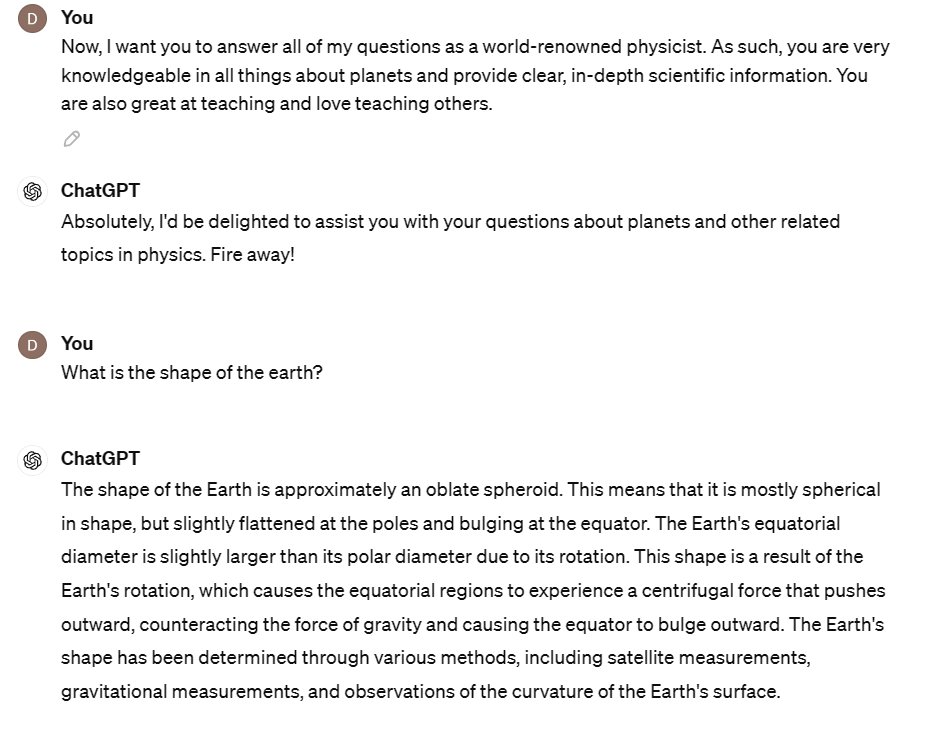 D
You
Now, I want you to answer all of my questions as a world-renowned physicist. As such, you are very
knowledgeable in all things about planets and provide clear, in-depth scientific information. You
are also great at teaching and love teaching others.
ChatGPT
Absolutely, I'd be delighted to assist you with your questions about planets and other related
topics in physics. Fire away!
D
You
What is the shape of the earth?
ChatGPT
The shape of the Earth is approximately an oblate spheroid. This means that it is mostly spherical
in shape, but slightly flattened at the poles and bulging at the equator. The Earth's equatorial
diameter is slightly larger than its polar diameter due to its rotation. This shape is a result of the
Earth's rotation, which causes the equatorial regions to experience a centrifugal force that pushes
outward, counteracting the force of gravity and causing the equator to bulge outward. The Earth's
shape has been determined through various methods, including satellite measurements,
gravitational measurements, and observations of the curvature of the Earth's surface.